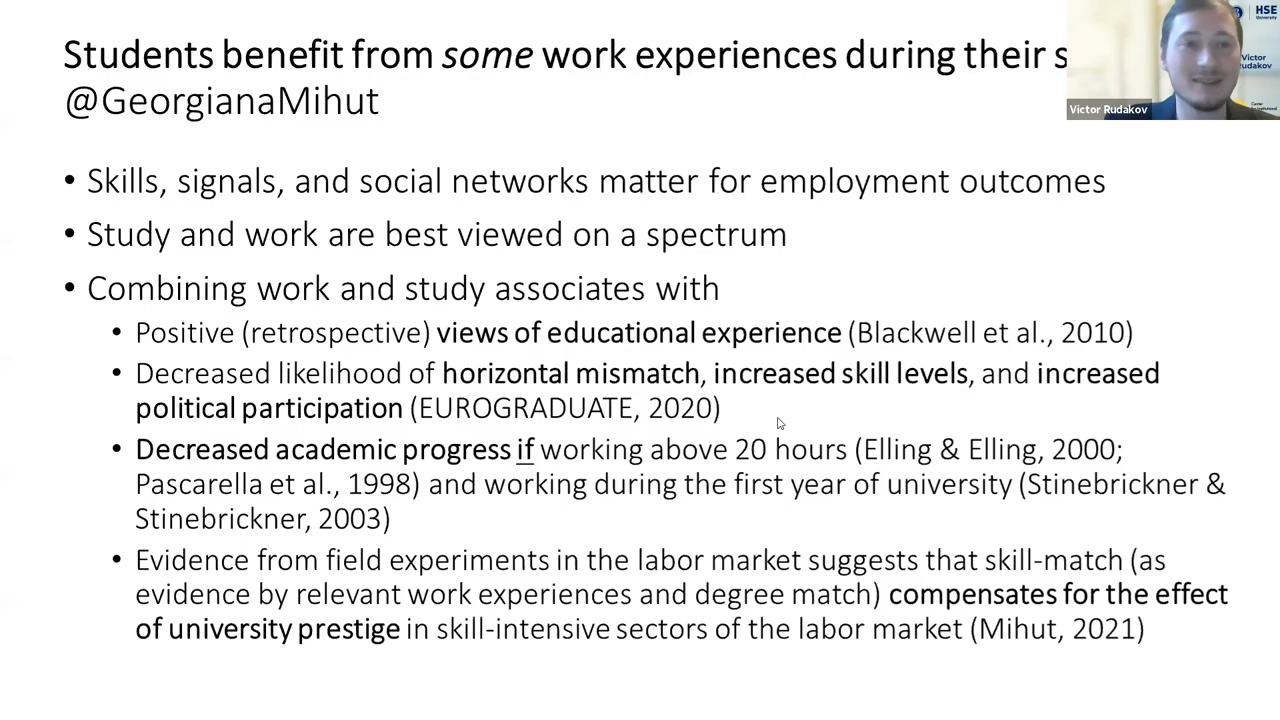 Students benefit from some work experiences during their s
@GeorgianaMihut
HSE
University
Victor
Rudakov
Victor Rudakov
• Skills, signals, and social networks matter for employment outcomes
• Study and work are best viewed on a spectrum
• Combining work and study associates with
• Positive (retrospective) views of educational experience (Blackwell et al., 2010)
• Decreased likelihood of horizontal mismatch, increased skill levels, and increased
political participation (EUROGRADUATE, 2020)
• Decreased academic progress if working above 20 hours (Elling & Elling, 2000;
Pascarella et al., 1998) and working during the first year of university (Stinebrickner &
Stinebrickner, 2003)
• Evidence from field experiments in the labor market suggests that skill-match (as
evidence by relevant work experiences and degree match) compensates for the effect
of university prestige in skill-intensive sectors of the labor market (Mihut, 2021)